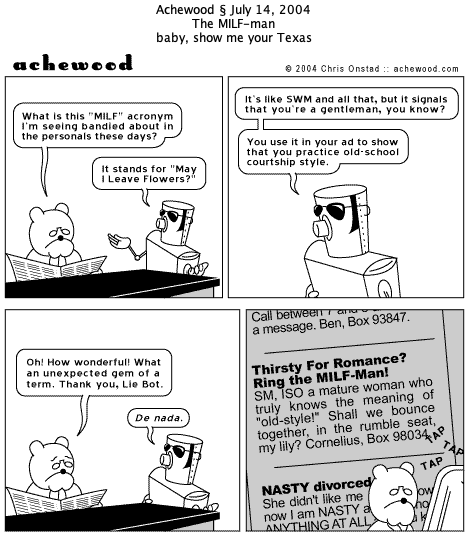 Achewood § July 14, 2004
The MILF-man
baby, show me your Texas
achewood
© 2004 Chris Onstad :: achewood.com
What is this "MILF" acronym
I'm seeing bandied about in
the personals these days?
It stands for "May
I Leave Flowers?"
It's like SWM and all that, but it signals
that you're a gentleman, you know?
You use it in your ad to show
that you practice old-school
courtship style.
Oh! How wonderful! What
an unexpected gem of a
term. Thank you, Lie Bot.
De nada.
Call between 7 and
a message. Ben, Box 93847.
Thirsty For Romance?
Ring the MILF-Man!
SM, ISO a mature woman who
truly knows the meaning of
"old-style!" Shall we bounce
together, in the rumble seat,
my lily? Cornelius, Box 98034
TAP
TAP
TAP
NASTY divorced
She didn't like me
now I am NASTY
ANYTHING AT ALL